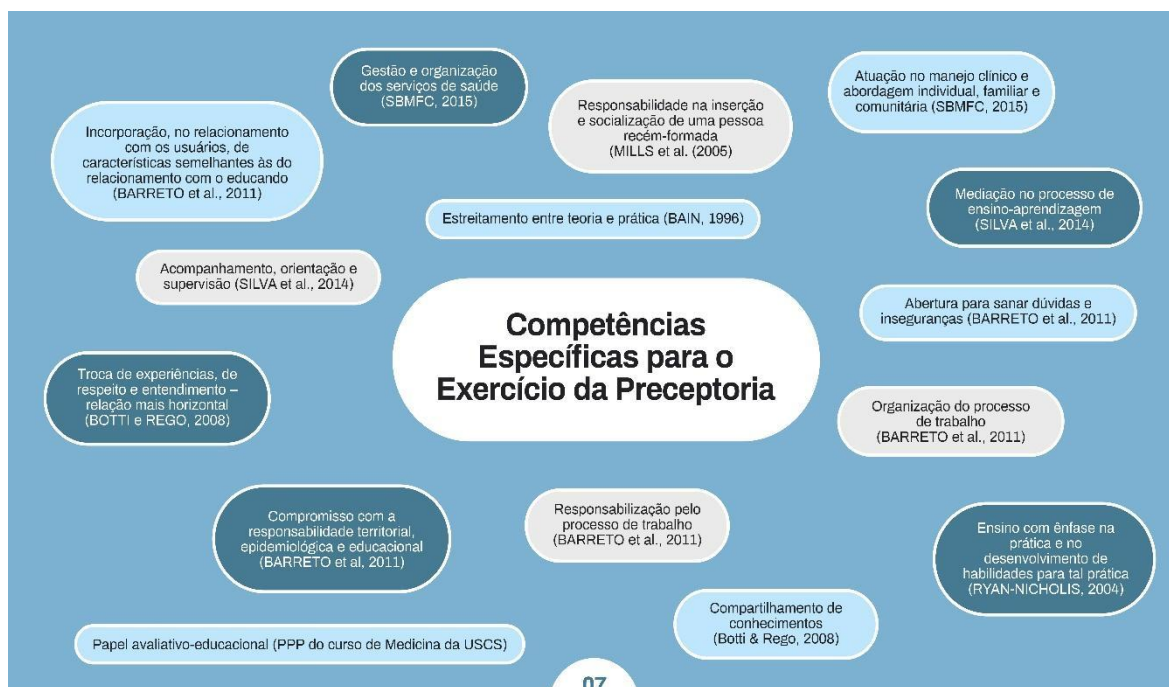 Gestão e organização
dos serviços de saúde
(SBMFC, 2015)
Atuação no manejo clínico e
abordagem individual, familiar e
comunitária (SBMFC, 2015)
Responsabilidade na inserção
e socialização de uma pessoa
recém-formada
(MILLS et al. (2005)
Incorporação, no relacionamento
com os usuários, de
características semelhantes às do
relacionamento com o educando
(BARRETO et al., 2011)
Estreitamento entre teoria e prática (BAIN, 1996)
Mediação no processo de
ensino-aprendizagem
(SILVA et al., 2014)
Acompanhamento, orientação e
supervisão (SILVA et al., 2014)
Abertura para sanar dúvidas e
inseguranças (BARRETO et al., 2011)
Competências
Específicas para o
Exercício da Preceptoria
Troca de experiências, de
respeito e entendimento –
relação mais horizontal
(BOTTI e REGO, 2008)
Organização do processo
de trabalho
(BARRETO et al., 2011)
Compromisso com a
responsabilidade territorial,
epidemiológica e educacional
(BARRETO et al, 2011)
Responsabilização pelo
processo de trabalho
(BARRETO et al., 2011)
Ensino com ênfase na
prática e no
desenvolvimento de
habilidades para tal prática
(RYAN-NICHOLIS, 2004)
Compartilhamento de
conhecimentos
(Botti & Rego, 2008)
Papel avaliativo-educacional (PPP do curso de Medicina da USCS)
07